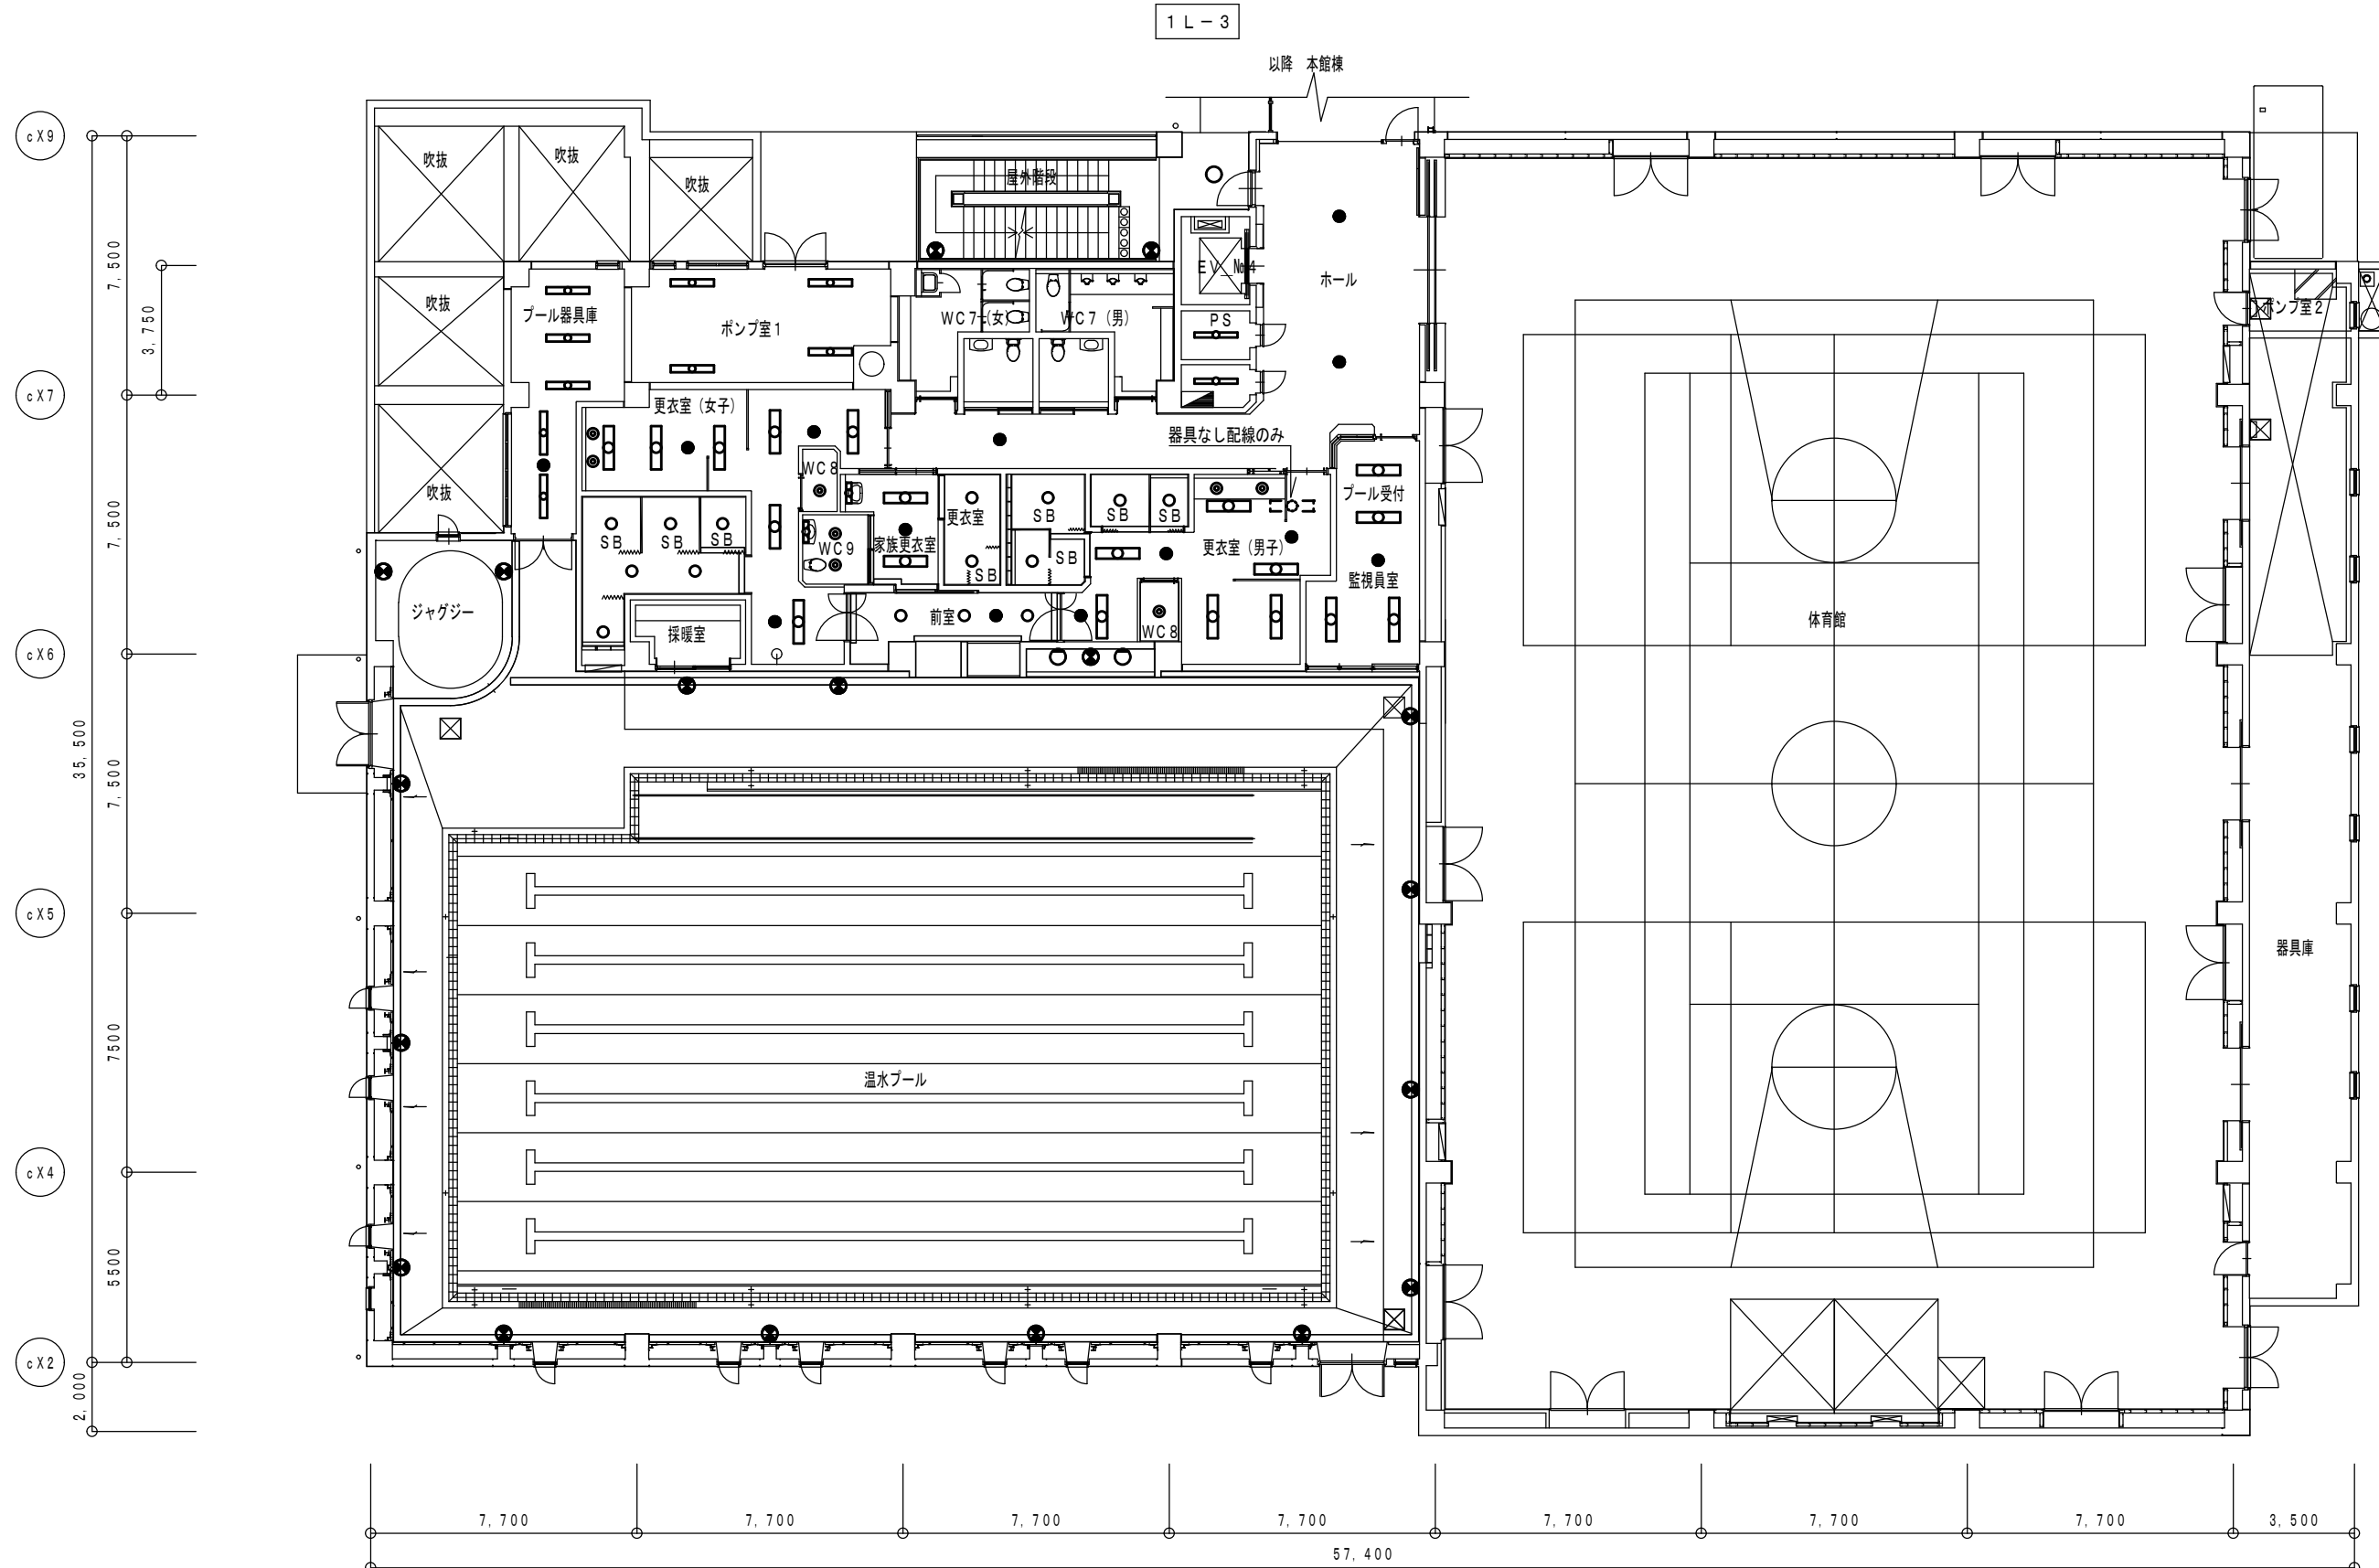 1L-3
以降 本館棟
cX9
吹抜
吹抜
吹抜
屋外階段
7,500
3,750
吹抜
プール器具庫
ポンプ室1
WC7(女)
WC7(男)
EV No4
PS
ホール
ポンプ室2
cX7
更衣室(女子)
器具なし配線のみ
吹抜
WC8
更衣室
SB
SB
SB
プール受付
7,500
SB
SB
SB
WC9
家族更衣室
SB
SB
更衣室(男子)
監視員室
ジャグジー
採暖室
前室
WC8
体育館
cX6
35,500
7,500
cX5
器具庫
7500
温水プール
cX4
5500
cX2
2,000
7,700
7,700
7,700
7,700
7,700
7,700
7,700
3,500
57,400